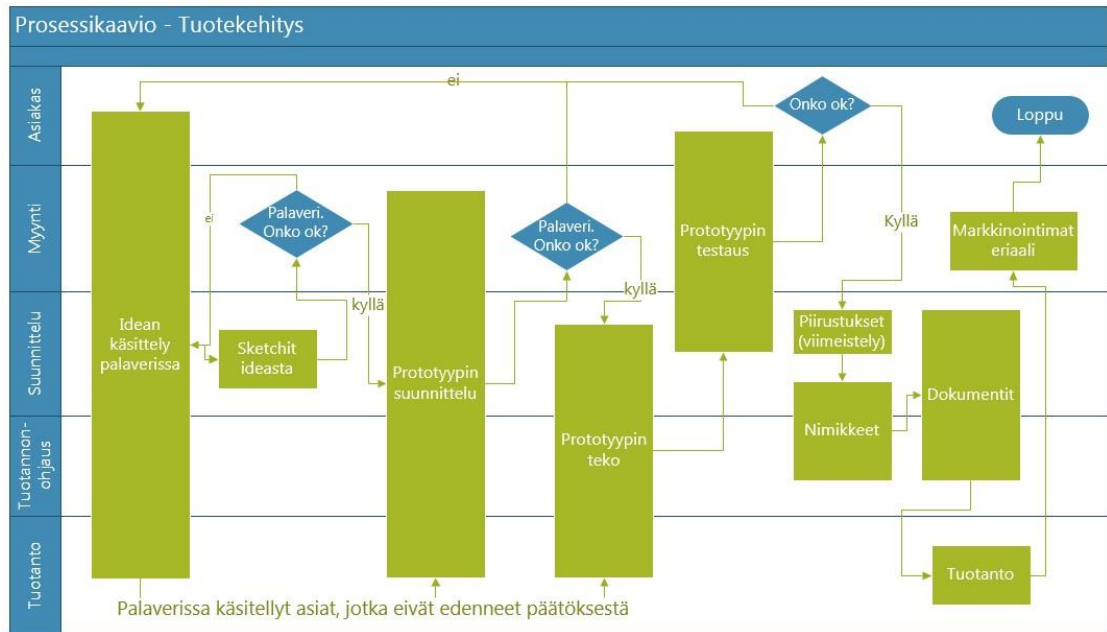 Prosessikaavio - Tuotekehitys
Asiakas
Myynti
Suunnittelu
Tuotannon-
ohjaus
Tuotanto
Idean
käsittely
palaverissa
ei
Sketchit
ideasta
Palaveri.
Onko ok?
kyllä
Prototyypin
suunnittelu
Palaveri.
Onko ok?
ei
kyllä
Prototyypin
teko
Prototyypin
testaus
Onko ok?
Kyllä
Piirustukset
(viimeistely)
Nimikkeet
Dokumentit
Tuotanto
Markkinointimat
eriaali
Loppu
Palaverissa käsitellyt asiat, jotka eivät edenneet päätöksestä